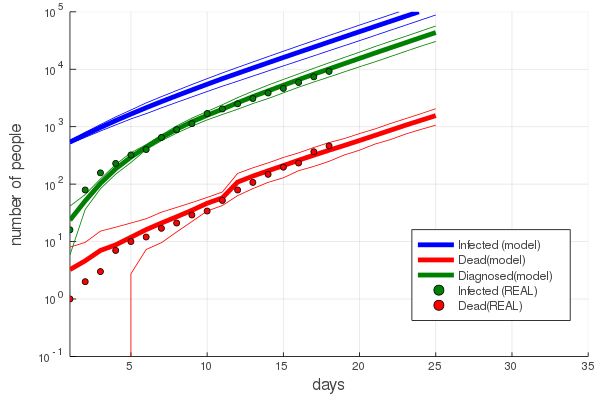 10^5
10^4
10^3
10^2
10^1
10^0
10^-1
number of people
Infected (model)
Dead(model)
Diagnosed(model)
Infected (REAL)
Dead(REAL)
5 10 15 20 25 30 35
days